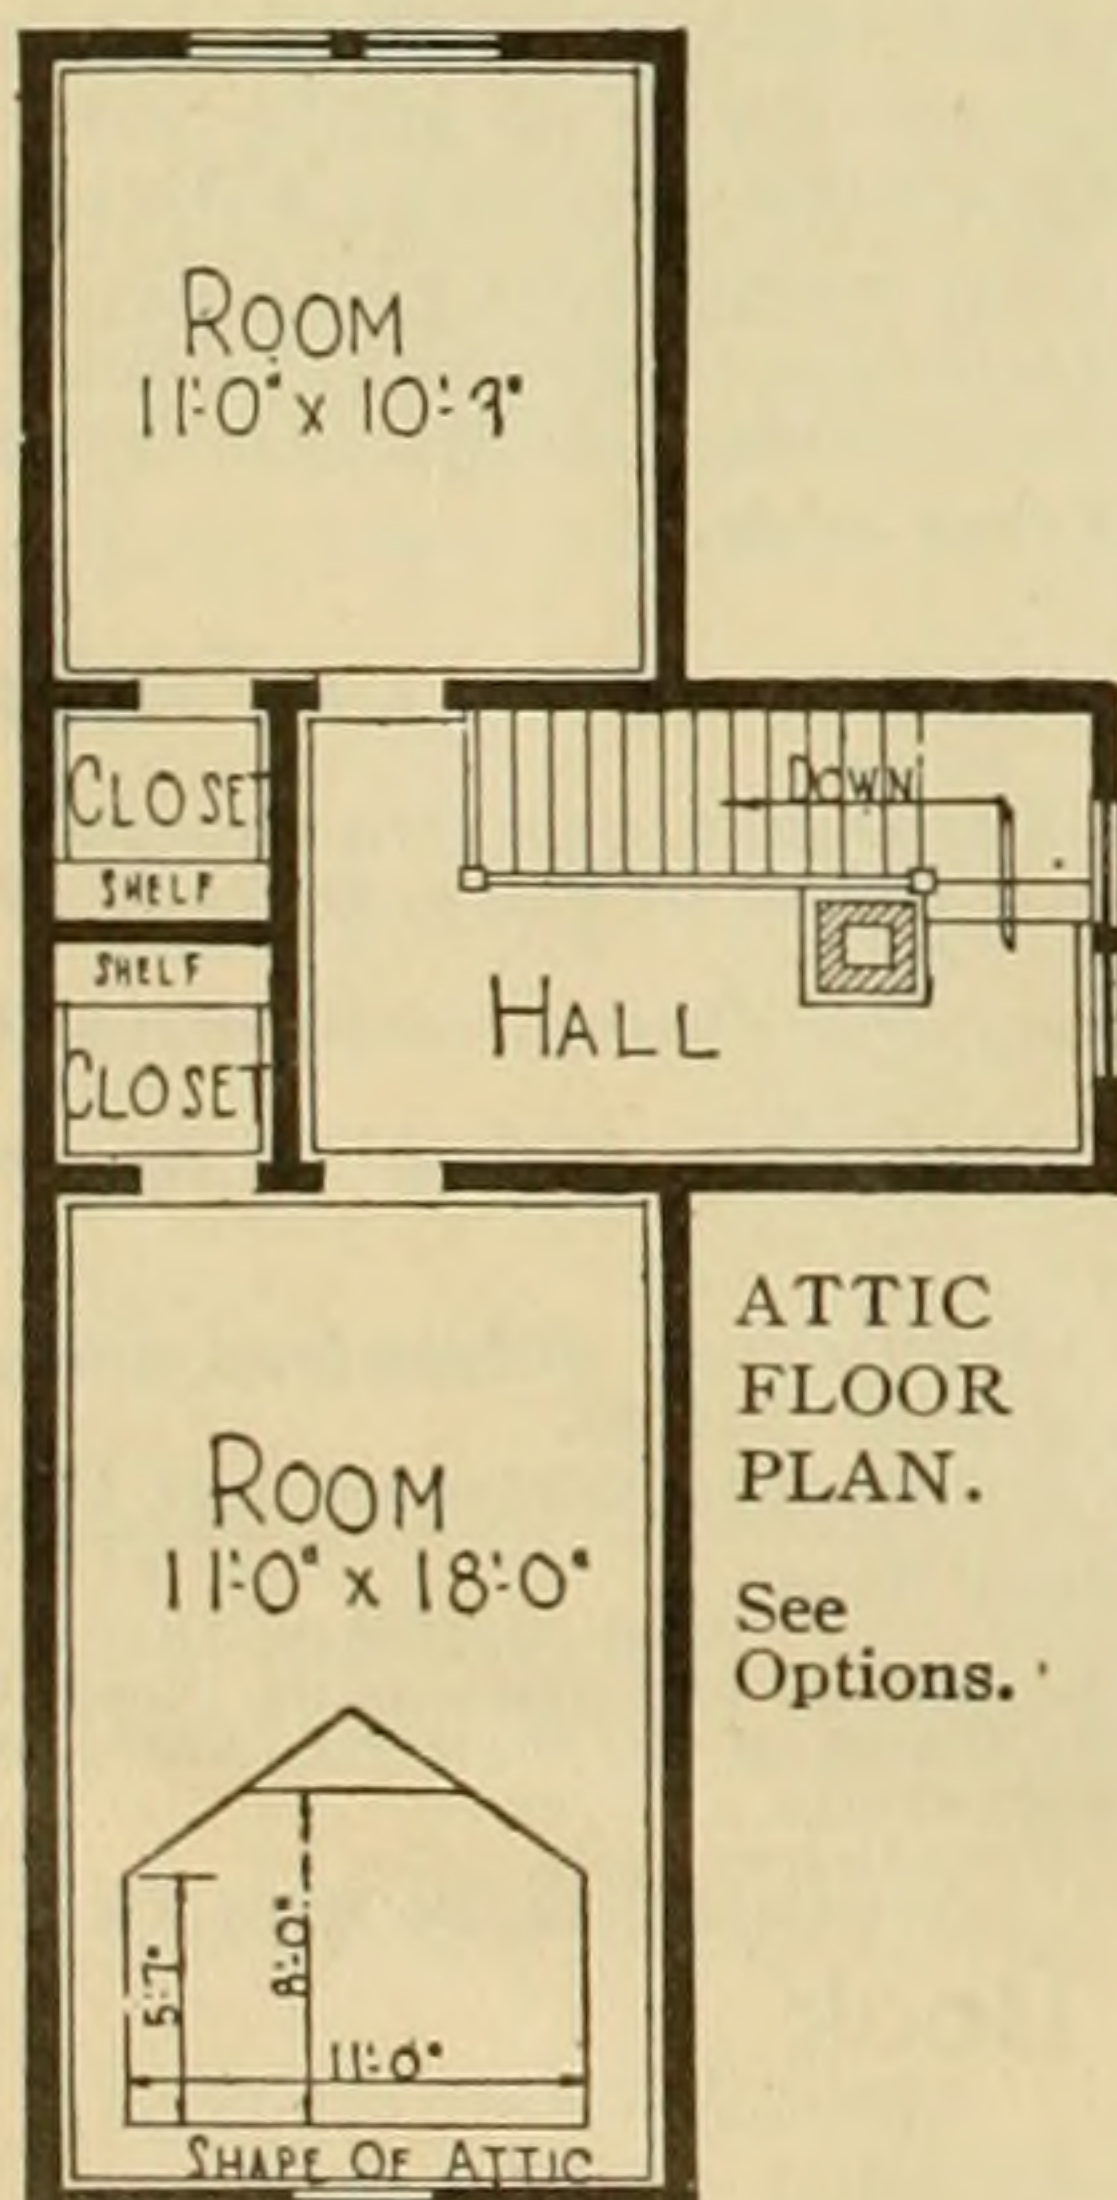 ROOM
11'-0" x 10'-9"
CLOSET
SHELF
SHELF
CLOSET
DOWN
HALL
ATTIC
FLOOR
PLAN.
See
Options.
ROOM
11'-0" x 18'-0"
5'-7"
8'-0"
11'-0"
SHAPE OF ATTIC